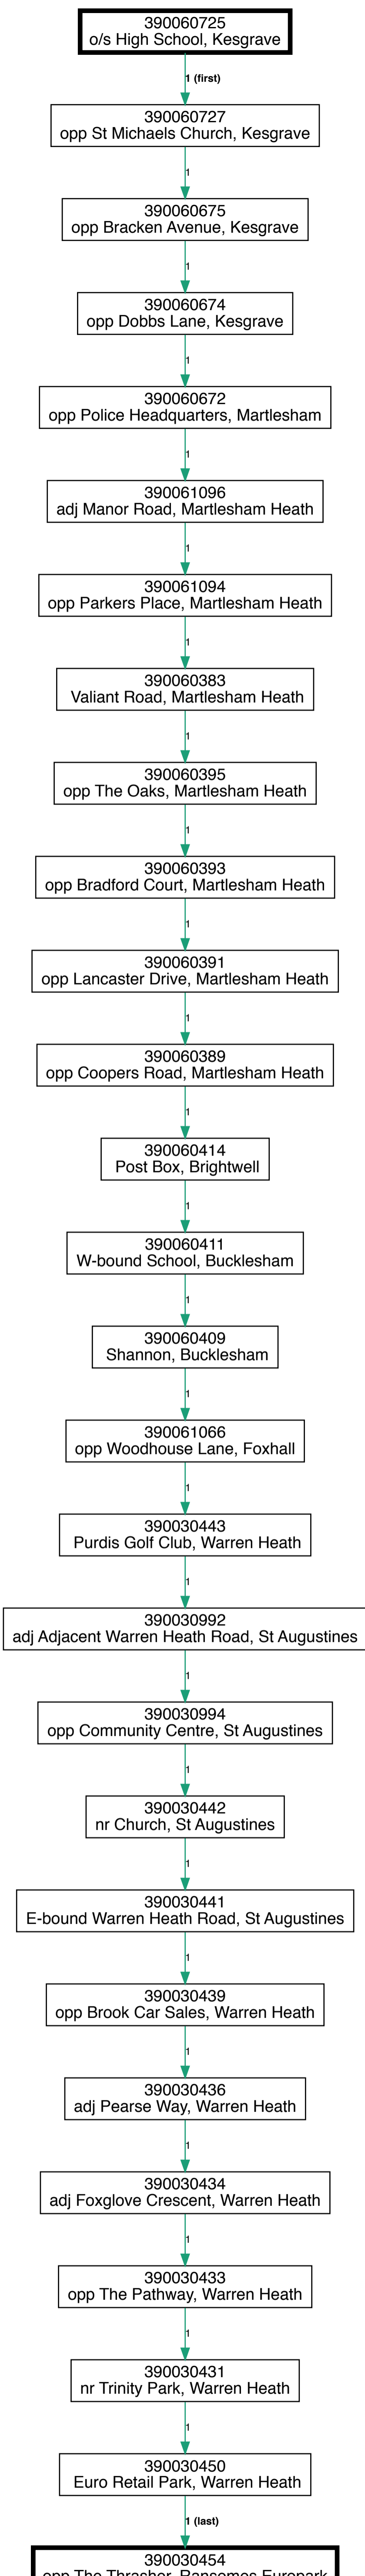 390060725
o/s High School, Kesgrave
1 (first)
390060727
opp St Michaels Church, Kesgrave
1
390060675
opp Bracken Avenue, Kesgrave
1
390060674
opp Dobbs Lane, Kesgrave
1
390060672
opp Police Headquarters, Martlesham
1
390061096
adj Manor Road, Martlesham Heath
1
390061094
opp Parkers Place, Martlesham Heath
1
390060383
Valiant Road, Martlesham Heath
1
390060395
opp The Oaks, Martlesham Heath
1
390060393
opp Bradford Court, Martlesham Heath
1
390060391
opp Lancaster Drive, Martlesham Heath
1
390060389
opp Coopers Road, Martlesham Heath
1
390060414
Post Box, Brightwell
1
390060411
W-bound School, Bucklesham
1
390060409
Shannon, Bucklesham
1
390061066
opp Woodhouse Lane, Foxhall
1
390030443
Purdis Golf Club, Warren Heath
1
390030992
adj Adjacent Warren Heath Road, St Augustines
1
390030994
opp Community Centre, St Augustines
1
390030442
nr Church, St Augustines
1
390030441
E-bound Warren Heath Road, St Augustines
1
390030439
opp Brook Car Sales, Warren Heath
1
390030436
adj Pearse Way, Warren Heath
1
390030434
adj Foxglove Crescent, Warren Heath
1
390030433
opp The Pathway, Warren Heath
1
390030431
nr Trinity Park, Warren Heath
1
390030450
Euro Retail Park, Warren Heath
1 (last)
390030454
opp The Thrasher, Ransomes Europark